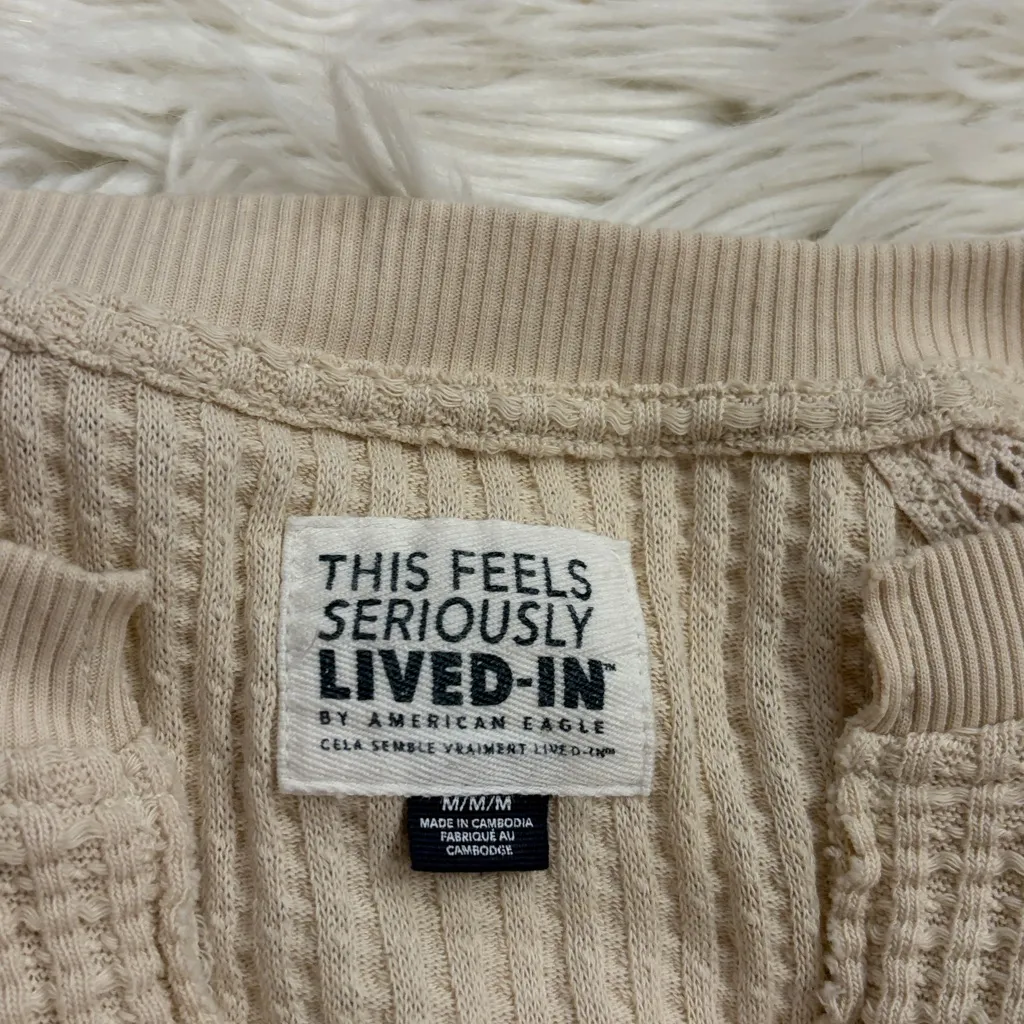 THIS FEELS
SERIOUSLY
LIVED-IN™
BY AMERICAN EAGLE
CELA SEMBLE VRAIMENT LIVED-IN™
M/M/M
MADE IN CAMBODIA
FABRIQUÉ AU
CAMBODGE